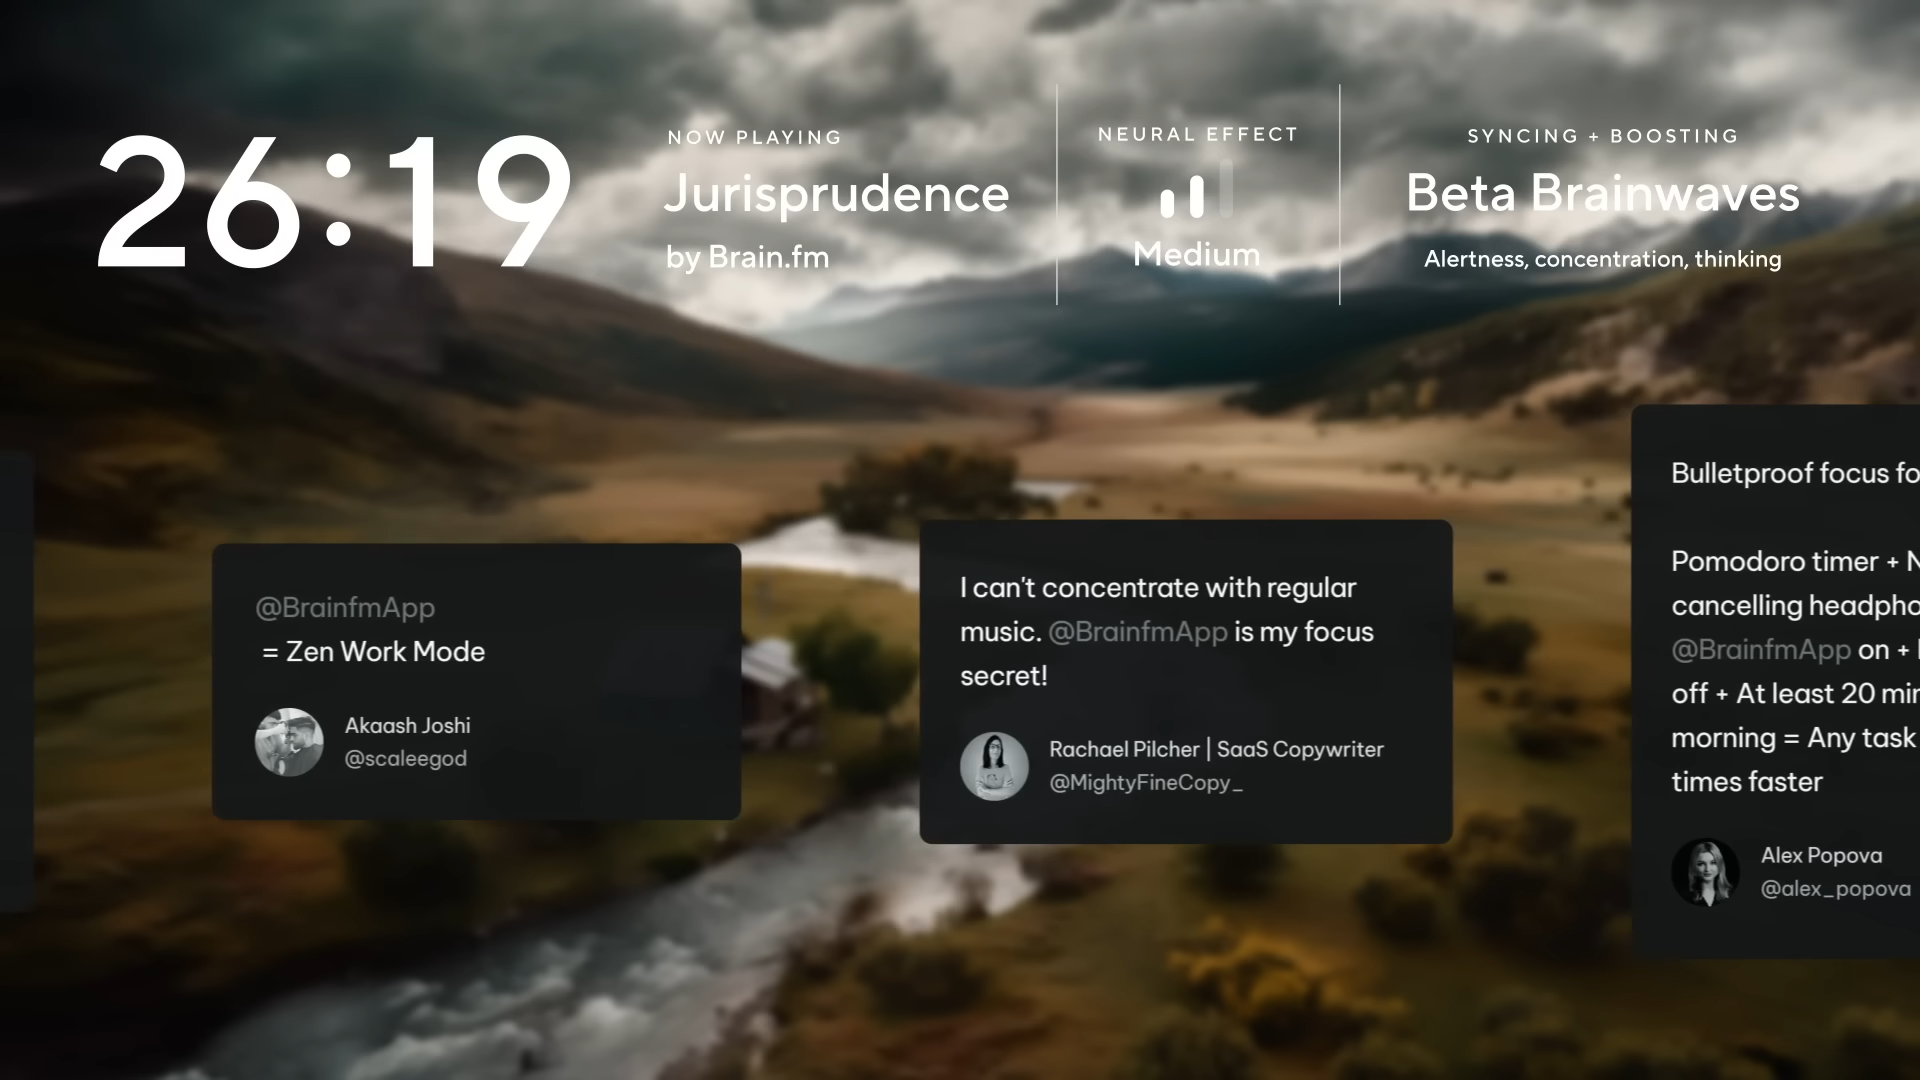 26:19
NOW PLAYING
Jurisprudence
by Brain.fm
NEURAL EFFECT
Medium
SYNCING + BOOSTING
Beta Brainwaves
Alertness, concentration, thinking
@BrainfmApp
= Zen Work Mode
Akaash Joshi
@scaleegod
I can't concentrate with regular
music. @BrainfmApp is my focus
secret!
Rachael Pilcher | SaaS Copywriter
@MightyFineCopy_
Bulletproof focus fo
Pomodoro timer + N
cancelling headpho
@BrainfmApp on +
off + At least 20 min
morning = Any task
times faster
Alex Popova
@alex_popova